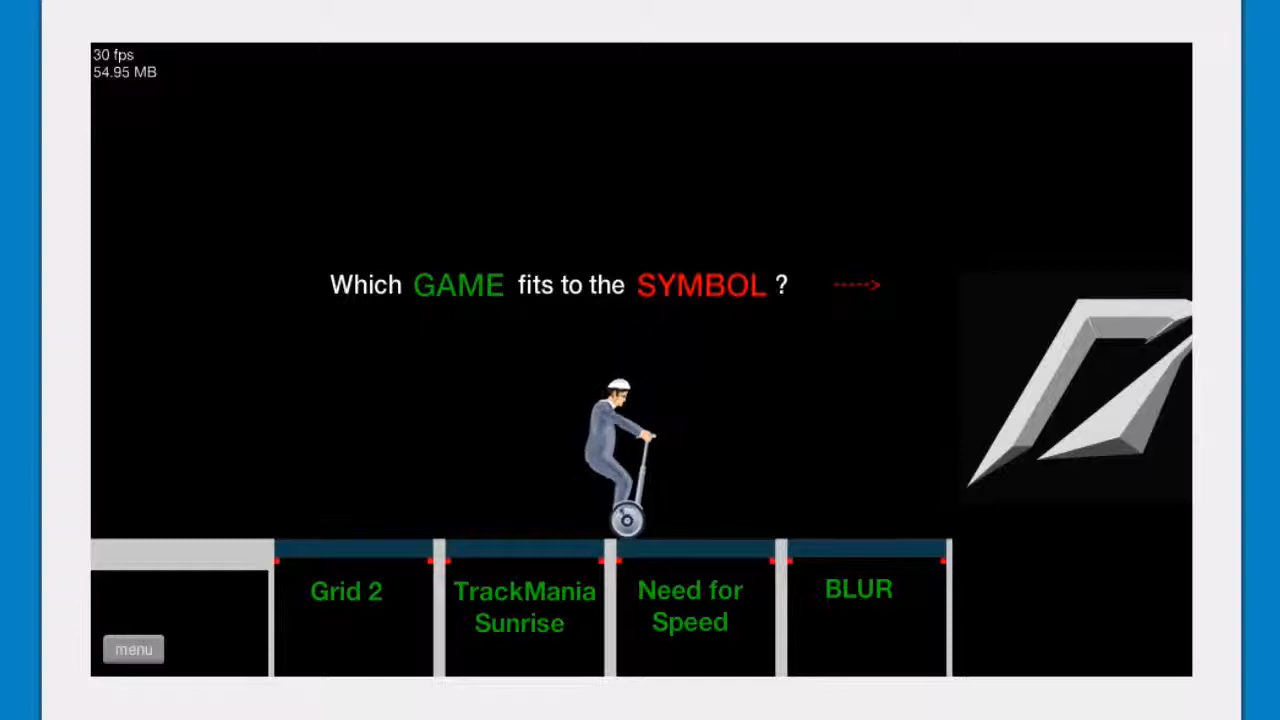 30 fps
54.95 MB
Which GAME fits to the SYMBOL ? ----->
Grid 2
TrackMania
Sunrise
Need for
Speed
BLUR
menu